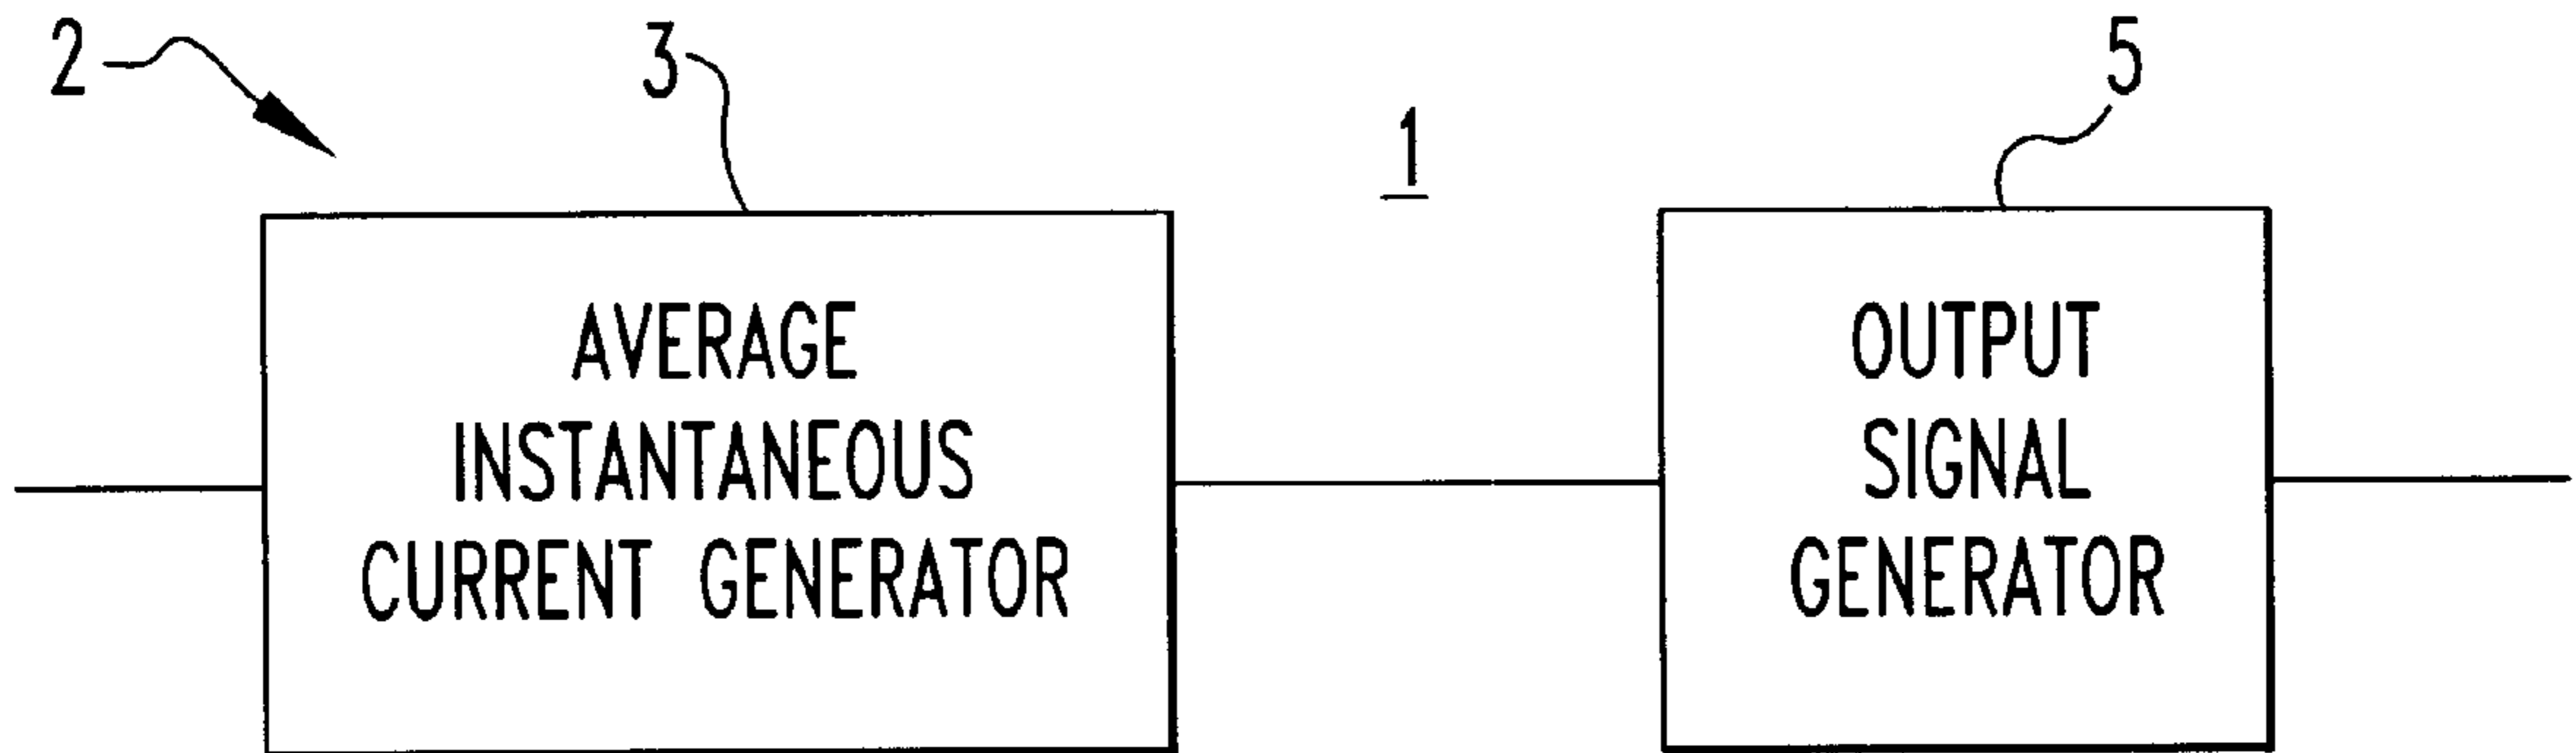 2
3
1
5
AVERAGE
INSTANTANEOUS
CURRENT GENERATOR
OUTPUT
SIGNAL
GENERATOR